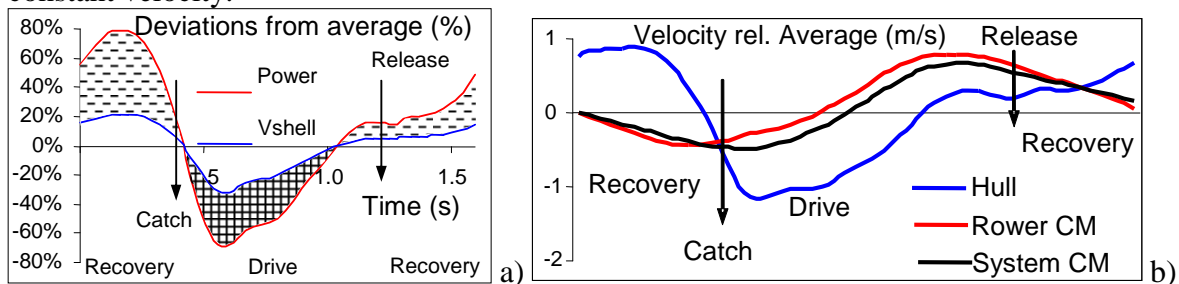 constant velocity.
80%
60%
40%
20%
0%
-20%
-40%
-60%
-80%
Deviations from average (%)
Power
Release
Vshell
.5
1.0
1.5
Time (s)
Catch
Recovery
Drive
Recovery
a)
1
0
-1
-2
Velocity rel. Average (m/s)
Release
Recovery
Recovery
Drive
Catch
Hull
Rower CM
System CM
b)